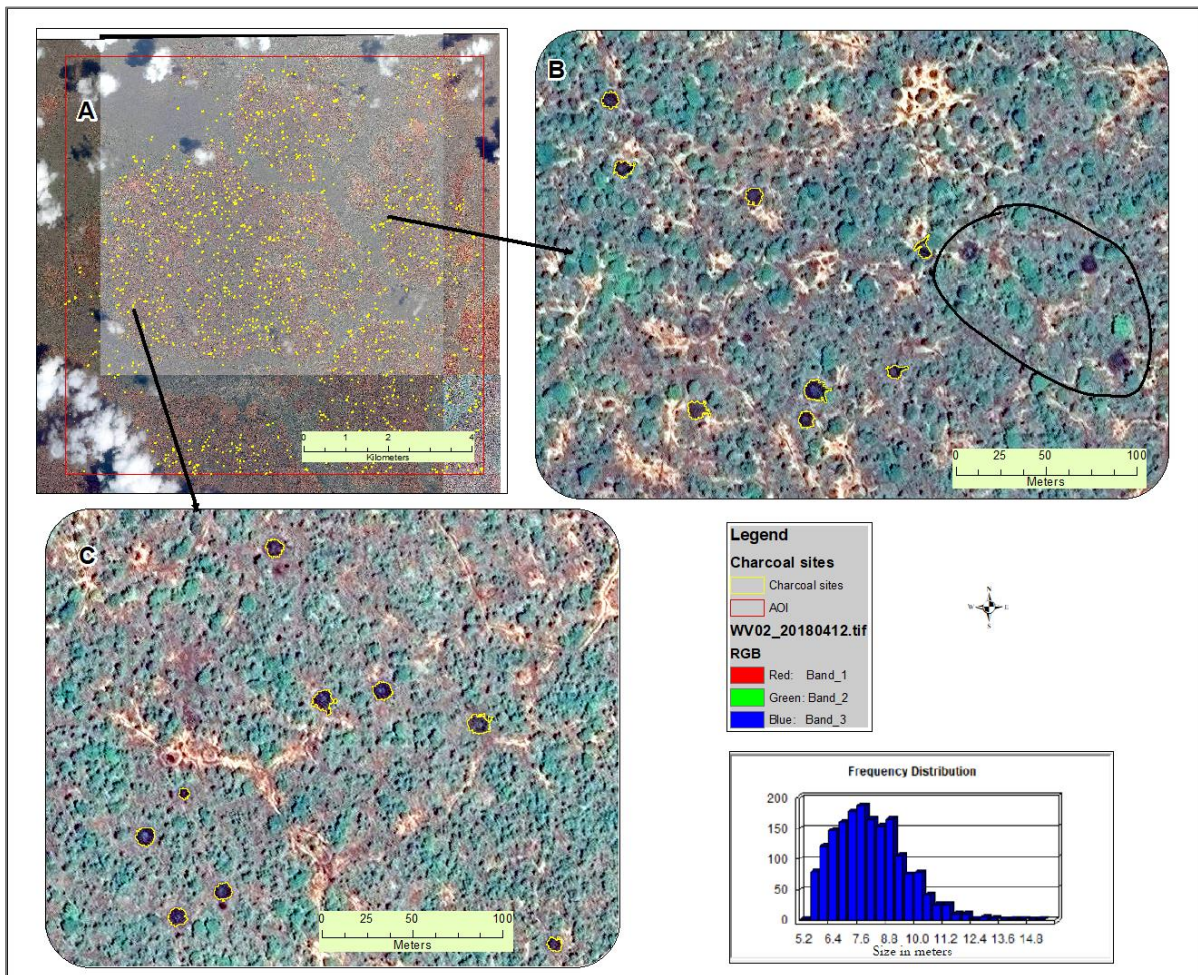 A
0 1 2 4
Kilometers
B
0 25 50 100
Meters
C
0 25 50 100
Meters
Legend
Charcoal sites
Charcoal sites
AOI
WV02_20180412.tif
RGB
Red: Band_1
Green: Band_2
Blue: Band_3
N
W E
S
Frequency Distribution
200
150
100
50
0
5.2 6.4 7.6 8.8 10.0 11.2 12.4 13.6 14.8
Size in meters